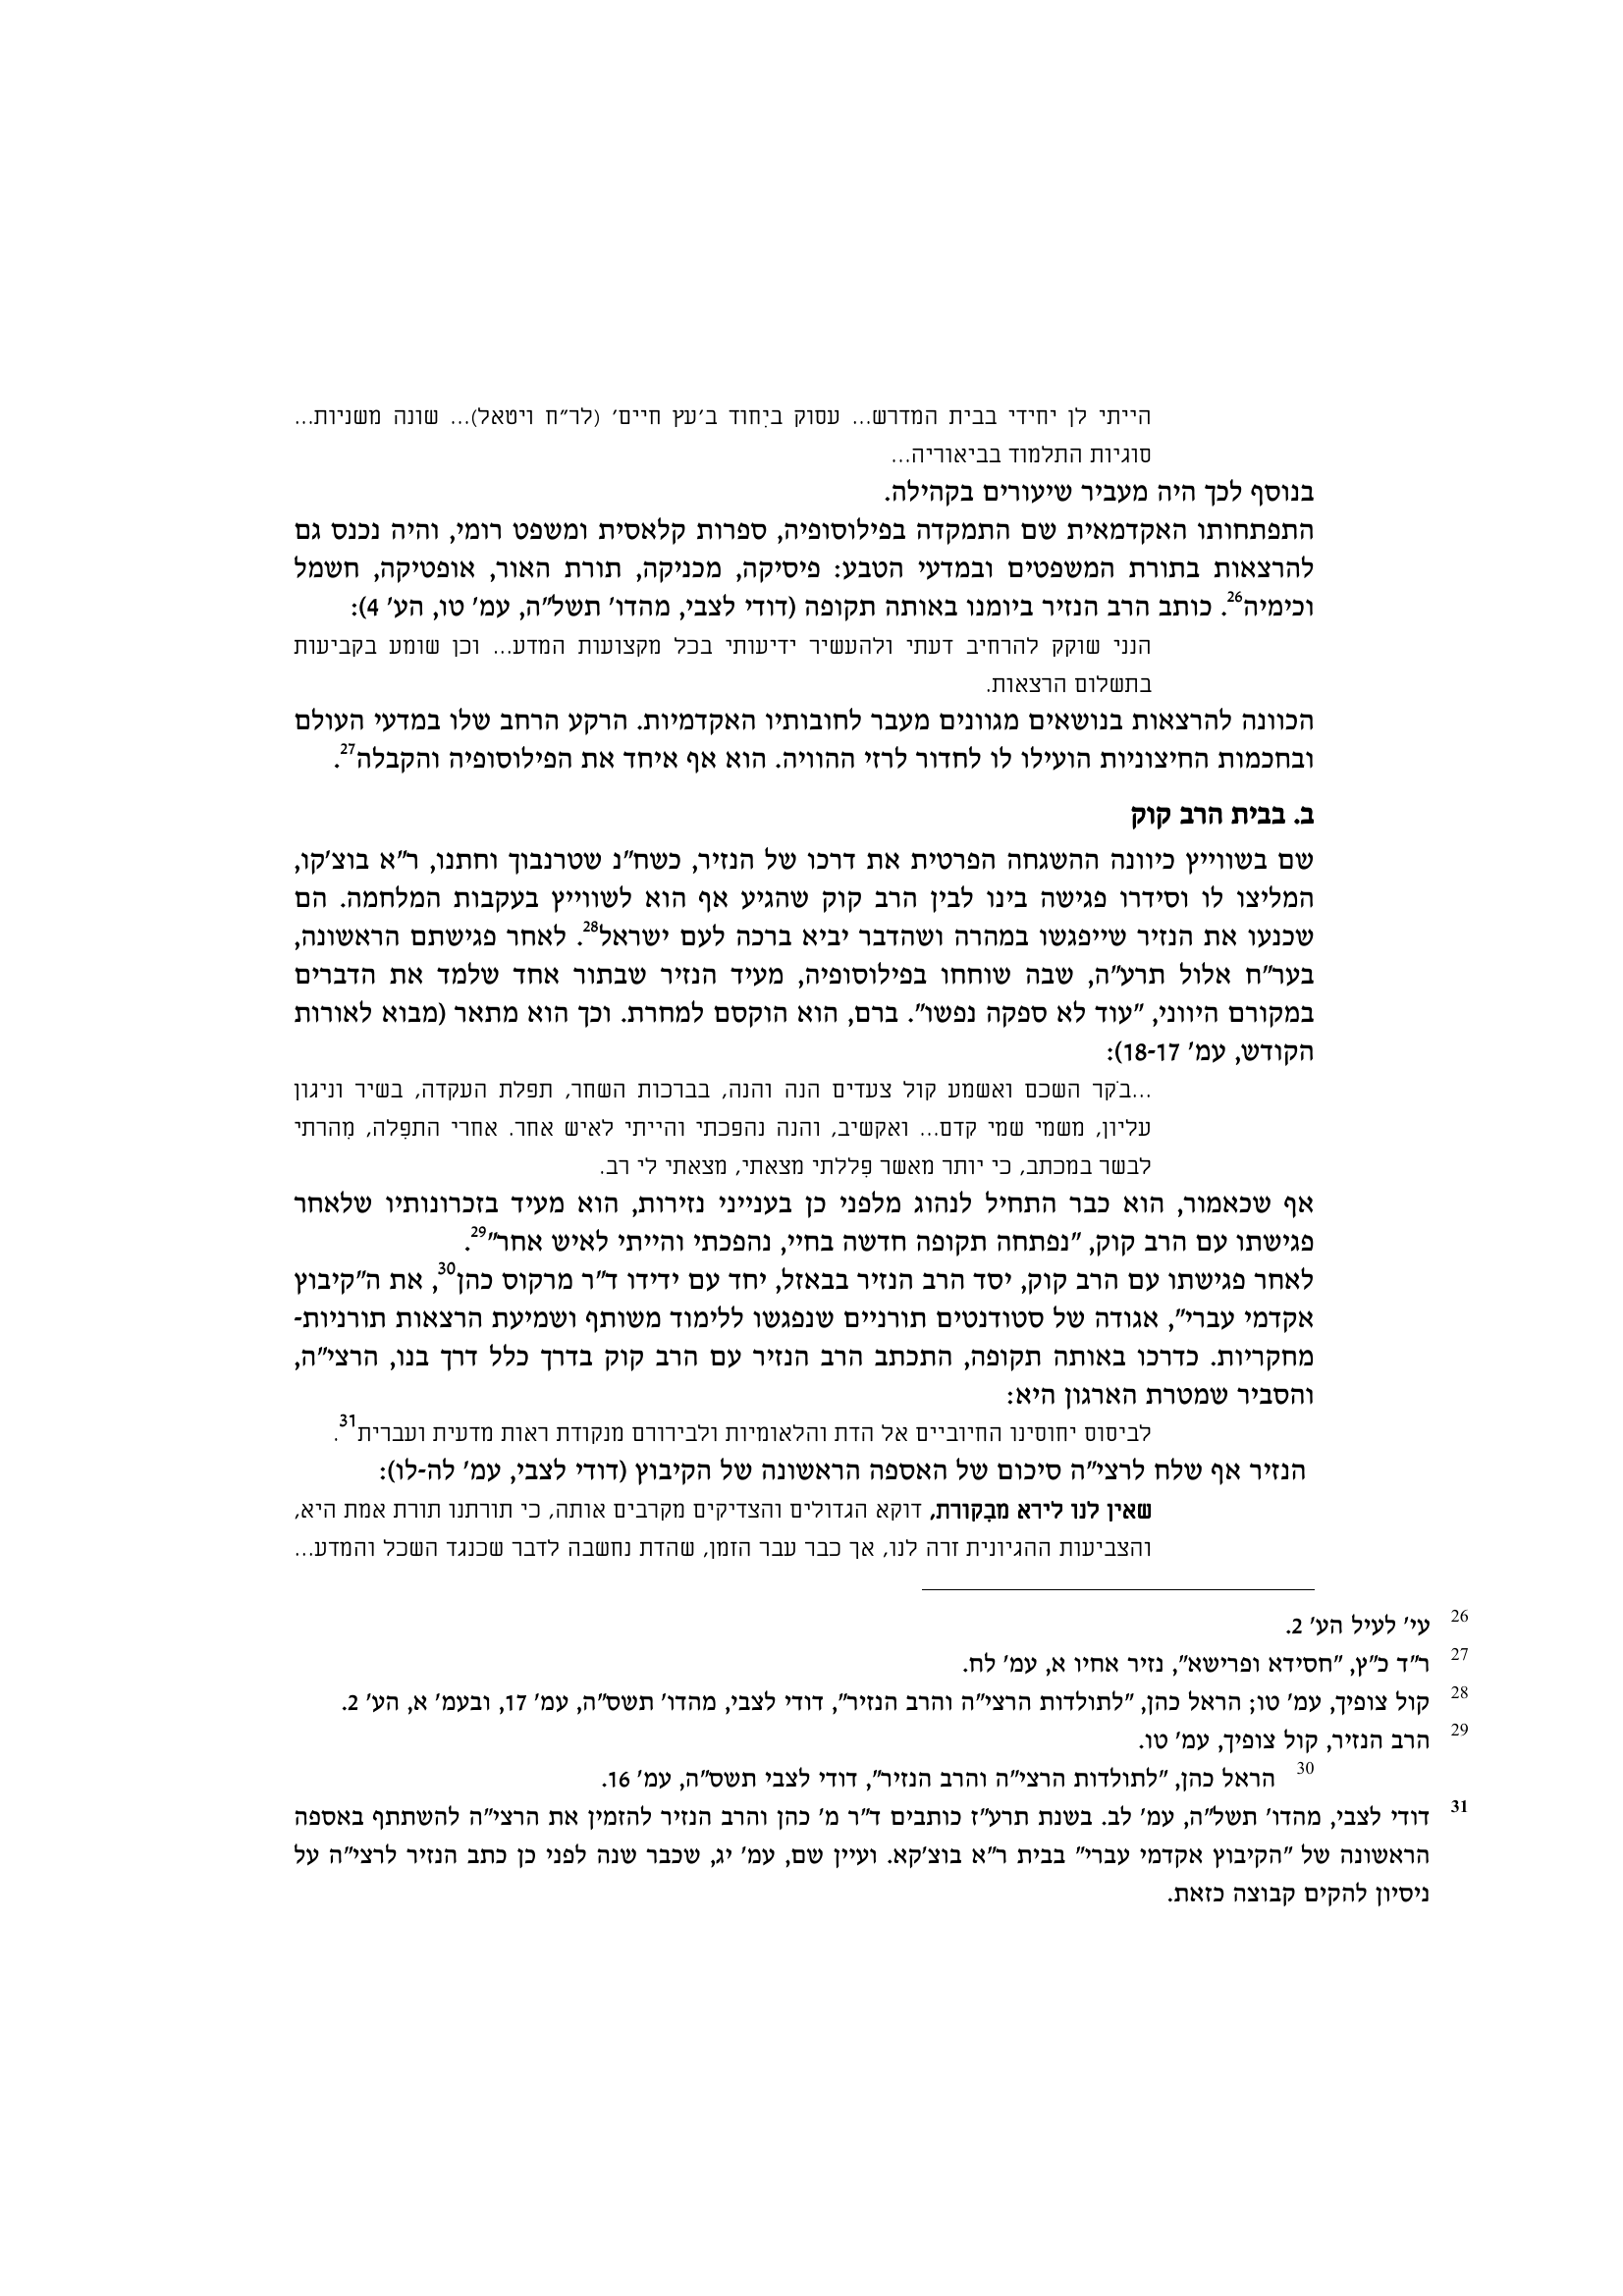 הייתי לן יחידי בבית המדרש... עסוק ביִחוד ב'עץ חיים' (לר"ח ויטאל)... שונה משניות...
סוגיות התלמוד בביאוריה...
בנוסף לכך היה מעביר שיעורים בקהילה.
התפתחותו האקדמאית שם התמקדה בפילוסופיה, ספרות קלאסית ומשפט רומי, והיה נכנס גם
להרצאות בתורת המשפטים ובמדעי הטבע: פיסיקה, מכניקה, תורת האור, אופטיקה, חשמל
וכימיה26. כותב הרב הנזיר ביומנו באותה תקופה (דודי לצבי, מהדו' תשל"ה, עמ' טו, הע' 4):
הנני שוקק להרחיב דעתי ולהעשיר ידיעותי בכל מקצועות המדע... וכן שומע בקביעות
בתשלום הרצאות.
הכוונה להרצאות בנושאים מגוונים מעבר לחובותיו האקדמיות. הרקע הרחב שלו במדעי העולם
ובחכמות החיצוניות הועילו לו לחדור לרזי ההוויה. הוא אף איחד את הפילוסופיה והקבלה27.
ב. בבית הרב קוק
שם בשווייץ כיוונה ההשגחה הפרטית את דרכו של הנזיר, כשח"נ שטרנבוך וחתנו, ר"א בוצ'קו,
המליצו לו וסידרו פגישה בינו לבין הרב קוק שהגיע אף הוא לשווייץ בעקבות המלחמה. הם
שכנעו את הנזיר שייפגשו במהרה ושהדבר יביא ברכה לעם ישראל28. לאחר פגישתם הראשונה,
בער"ח אלול תרע"ה, שבה שוחחו בפילוסופיה, מעיד הנזיר שבתור אחד שלמד את הדברים
במקורם היווני, "עוד לא ספקה נפשו". ברם, הוא הוקסם למחרת. וכך הוא מתאר (מבוא לאורות
הקודש, עמ' 18-17):
...בֹקר השכם ואשמע קול צעדים הנה והנה, בברכות השחר, תפלת העקדה, בשיר וניגון
עליון, משמי שמי קדם... ואקשיב, והנה נהפכתי והייתי לאיש אחר. אחרי התפִלה, מִהרתי
לבשר במכתב, כי יותר מאשר פִללתי מצאתי, מצאתי לי רב.
אף שכאמור, הוא כבר התחיל לנהוג מלפני כן בענייני נזירות, הוא מעיד בזכרונותיו שלאחר
פגישתו עם הרב קוק, "נפתחה תקופה חדשה בחיי, נהפכתי והייתי לאיש אחר"29.
לאחר פגישתו עם הרב קוק, יסד הרב הנזיר בבאזל, יחד עם ידידו ד"ר מרקוס כהן30, את ה"קיבוץ
אקדמי עברי", אגודה של סטודנטים תורניים שנפגשו ללימוד משותף ושמיעת הרצאות תורניות-
מחקריות. כדרכו באותה תקופה, התכתב הרב הנזיר עם הרב קוק בדרך כלל דרך בנו, הרצי"ה,
והסביר שמטרת הארגון היא:
לביסוס יחוסינו החיוביים אל הדת והלאומיות ולבירורם מנקודת ראות מדעית ועברית31.
הנזיר אף שלח לרצי"ה סיכום של האספה הראשונה של הקיבוץ (דודי לצבי, עמ' לה-לו):
שאין לנו לירא מבִקורת, דוקא הגדולים והצדיקים מקרבים אותה, כי תורתנו תורת אמת היא,
והצביעות ההגיונית זרה לנו, אך כבר עבר הזמן, שהדת נחשבה לדבר שכנגד השכל והמדע...
26 עי' לעיל הע' 2.
27 ר"ד כ"ץ, "חסידא ופרישא", נזיר אחיו א, עמ' לח.
28 קול צופיך, עמ' טו; הראל כהן, "לתולדות הרצי"ה והרב הנזיר", דודי לצבי, מהדו' תשס"ה, עמ' 17, ובעמ' א, הע' 2.
29 הרב הנזיר, קול צופיך, עמ' טו.
30 הראל כהן, "לתולדות הרצי"ה והרב הנזיר", דודי לצבי תשס"ה, עמ' 16.
31 דודי לצבי, מהדו' תשל"ה, עמ' לב. בשנת תרע"ז כותבים ד"ר מ' כהן והרב הנזיר להזמין את הרצי"ה להשתתף באספה
הראשונה של "הקיבוץ אקדמי עברי" בבית ר"א בוצ'קא. ועיין שם, עמ' יג, שכבר שנה לפני כן כתב הנזיר לרצי"ה על
ניסיון להקים קבוצה כזאת.